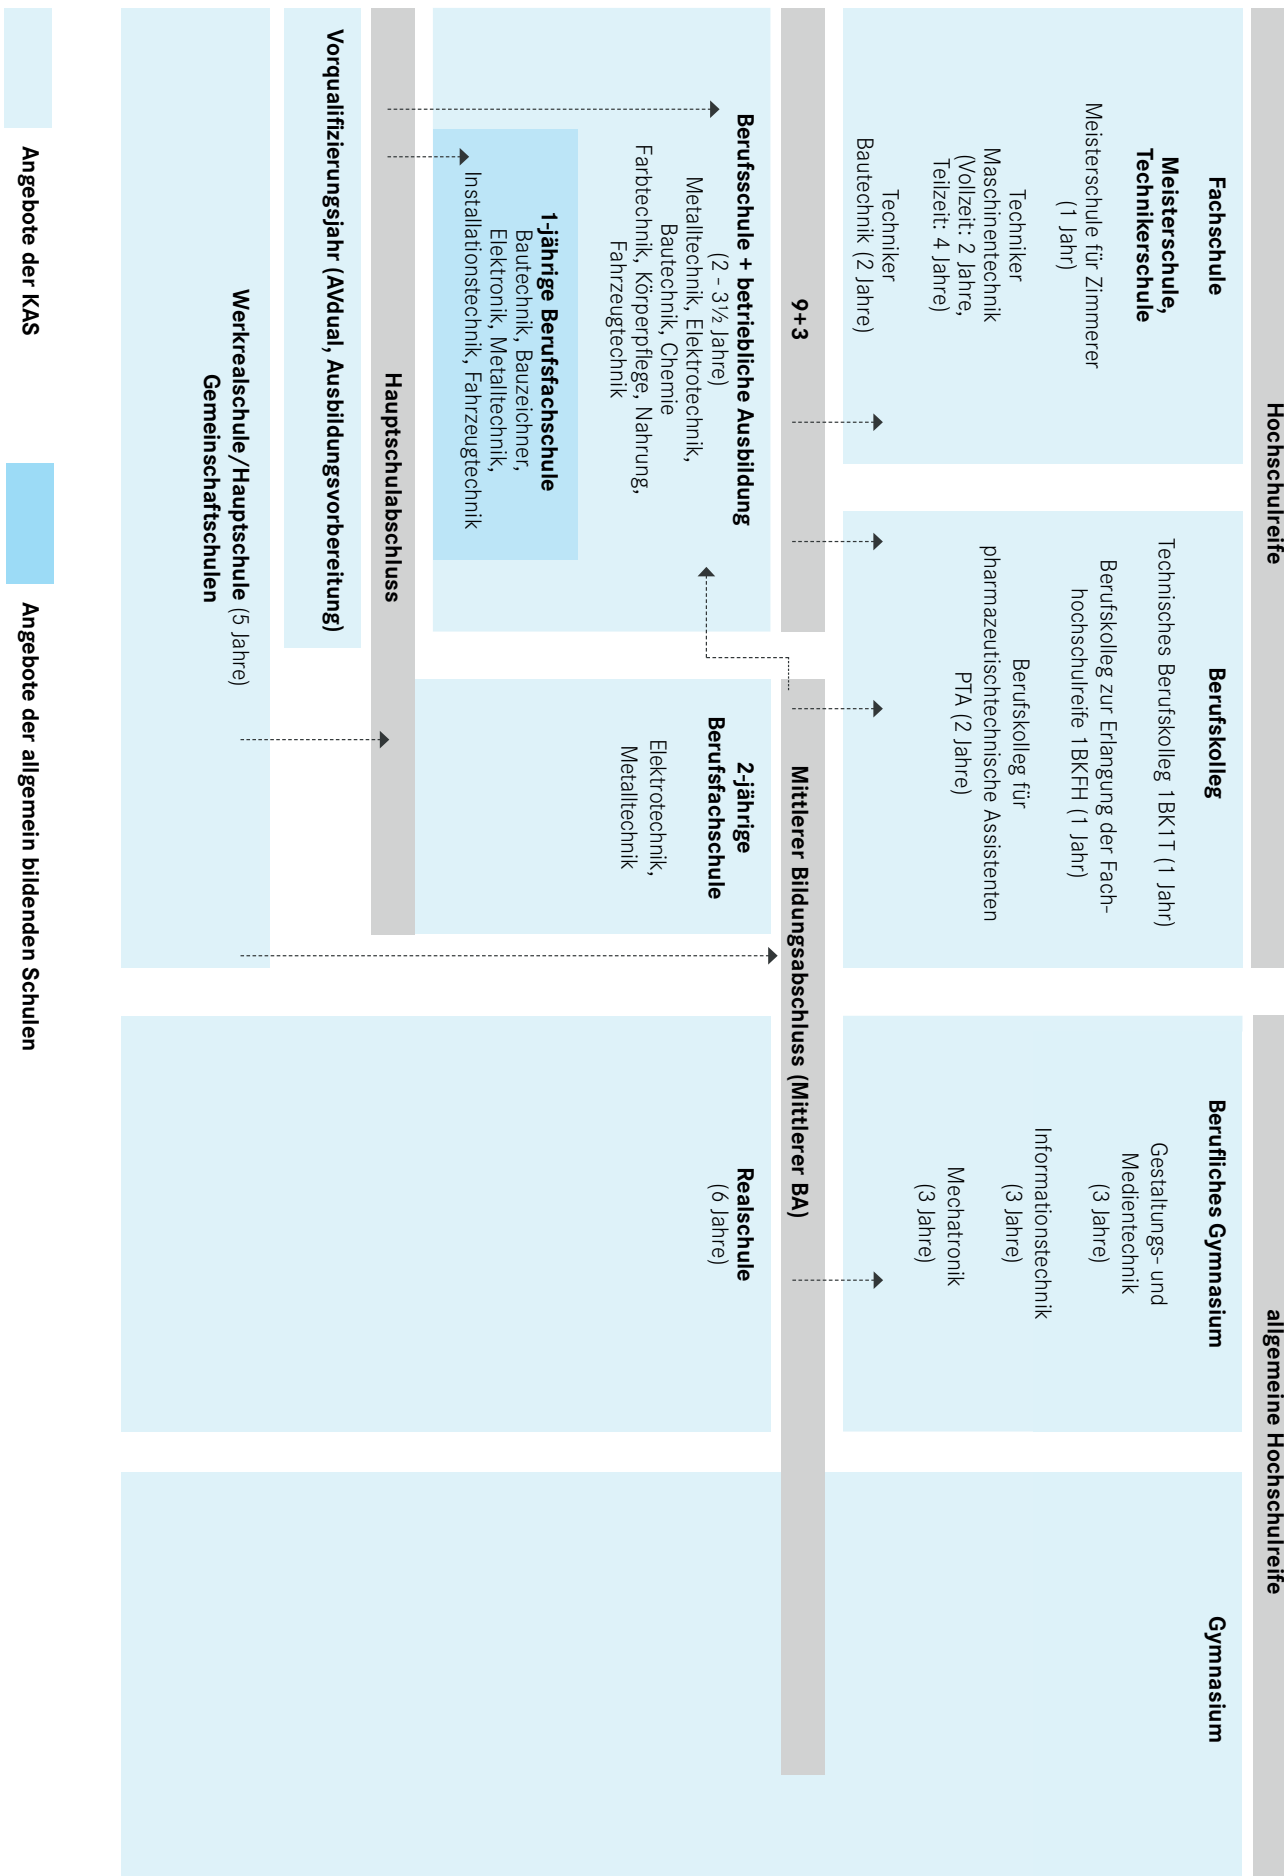 Hochschulreife
allgemeine Hochschulreife
Fachschule
Meisterschule,
Technikerschule
Meisterschule für Zimmerer
(1 Jahr)
Techniker
Maschinentechnik
(Vollzeit: 2 Jahre,
Teilzeit: 4 Jahre)
Techniker
Bautechnik (2 Jahre)
Berufskolleg
Technisches Berufskolleg 1BK1T (1 Jahr)
Berufskolleg zur Erlangung der Fach-
hochschulreife 1BKFH (1 Jahr)
Berufskolleg für
pharmazeutischtechnische Assistenten
PTA (2 Jahre)
Berufliches Gymnasium
Gestaltungs- und
Medientechnik
(3 Jahre)
Informationstechnik
(3 Jahre)
Mechatronik
(3 Jahre)
Gymnasium
9+3
Mittlerer Bildungsabschluss (Mittlerer BA)
Berufsschule + betriebliche Ausbildung
(2 - 3½ Jahre)
Metalltechnik, Elektrotechnik,
Bautechnik, Chemie
Farbtechnik, Körperpflege, Nahrung,
Fahrzeugtechnik
1-jährige Berufsfachschule
Bautechnik, Bauzeichner,
Elektronik, Metalltechnik,
Installationstechnik, Fahrzeugtechnik
2-jährige
Berufsfachschule
Elektrotechnik,
Metalltechnik
Realschule
(6 Jahre)
Hauptschulabschluss
Vorqualifizierungsjahr (AVdual, Ausbildungsvorbereitung)
Werkrealschule/Hauptschule (5 Jahre)
Gemeinschaftschulen
Angebote der KAS
Angebote der allgemein bildenden Schulen